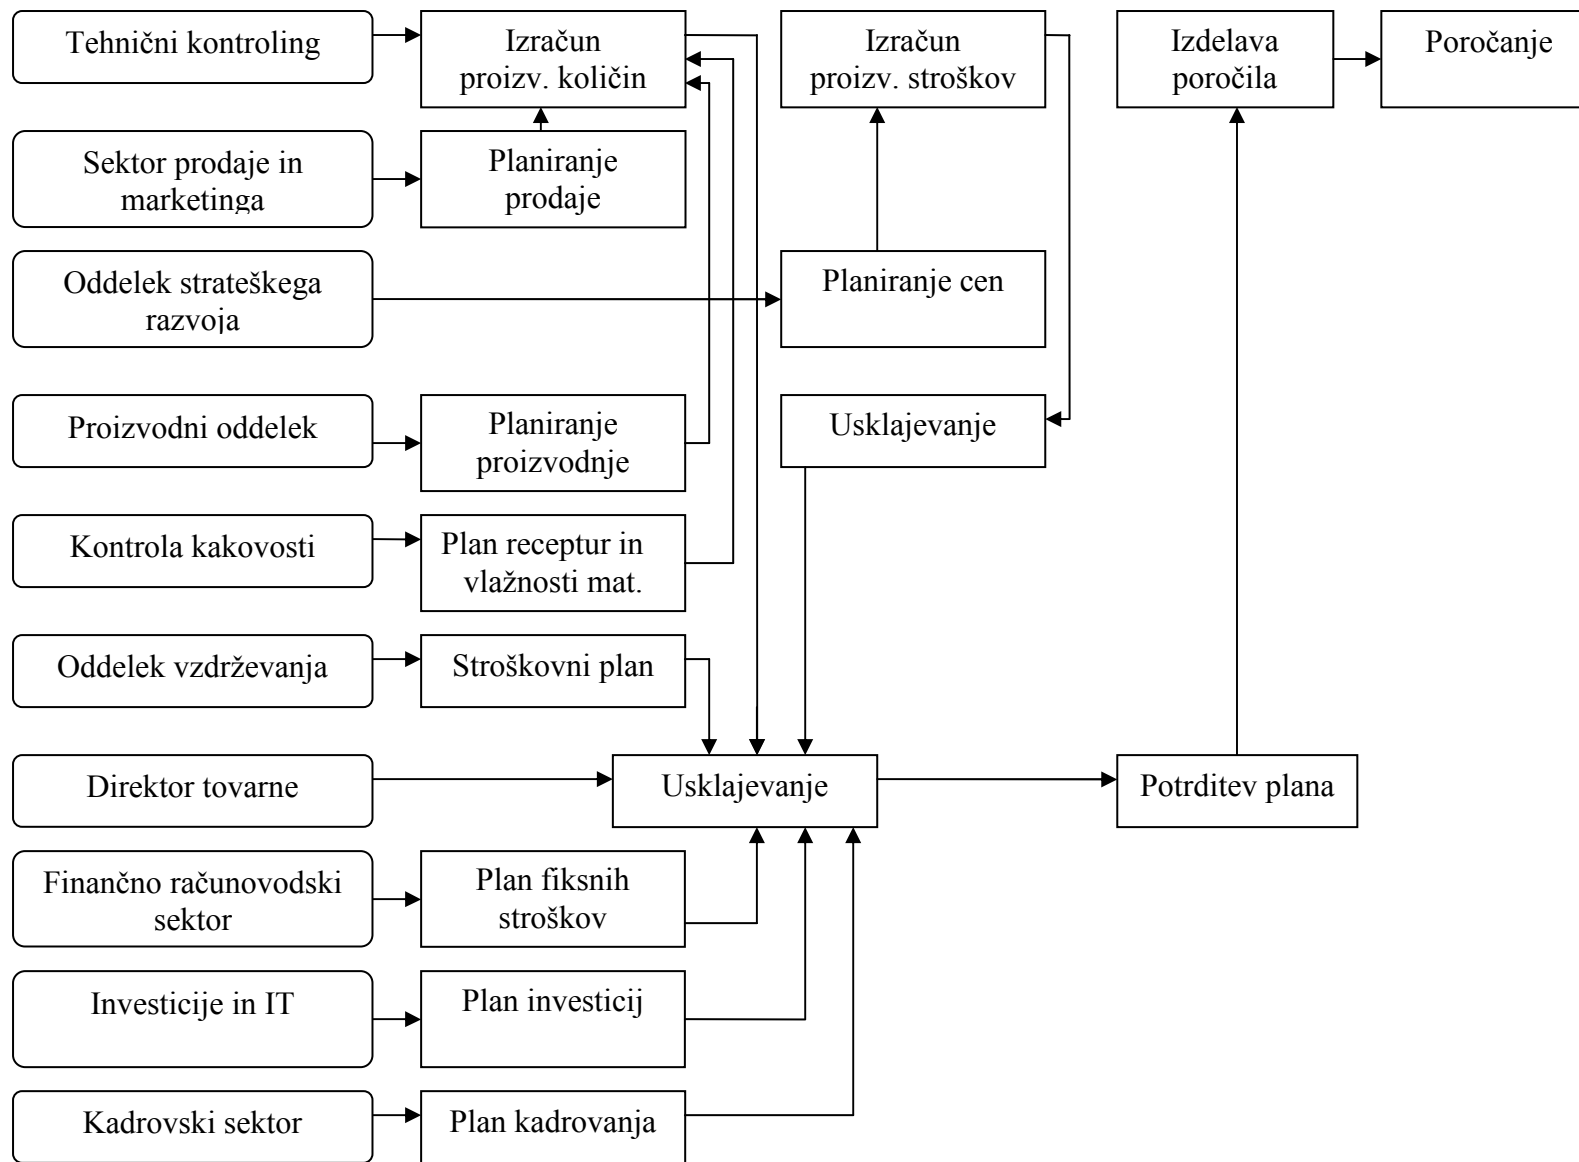 Tehnični kontroling
Izračun
proizv. količin
Izračun
proizv. stroškov
Izdelava
poročila
Poročanje
Sektor prodaje in
marketinga
Planiranje
prodaje
Oddelek strateškega
razvoja
Planiranje cen
Proizvodni oddelek
Planiranje
proizvodnje
Usklajevanje
Kontrola kakovosti
Plan receptur in
vlažnosti mat.
Oddelek vzdrževanja
Stroškovni plan
Direktor tovarne
Usklajevanje
Potrditev plana
Finančno računovodski
sektor
Plan fiksnih
stroškov
Investicije in IT
Plan investicij
Kadrovski sektor
Plan kadrovanja